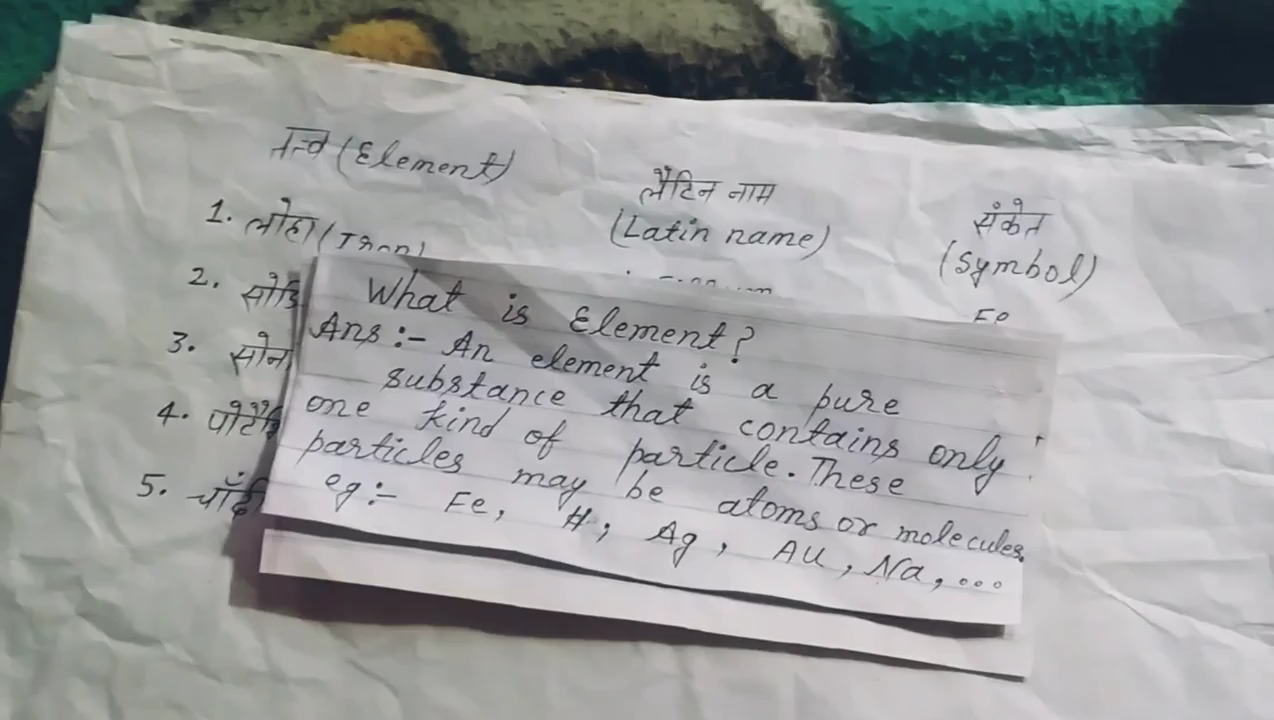 तत्व (Element)
लैटिन नाम
(Latin name)
संकेत
(Symbol)
1. लोहा (Iron)
2.
3. सोना
4.
5.
Fe
What is Element?
Ans :- An element is a pure
substance that contains only
one kind of particle. These
particles may be atoms or molecules.
eg :- Fe, H, Ag, Au, Na, ...